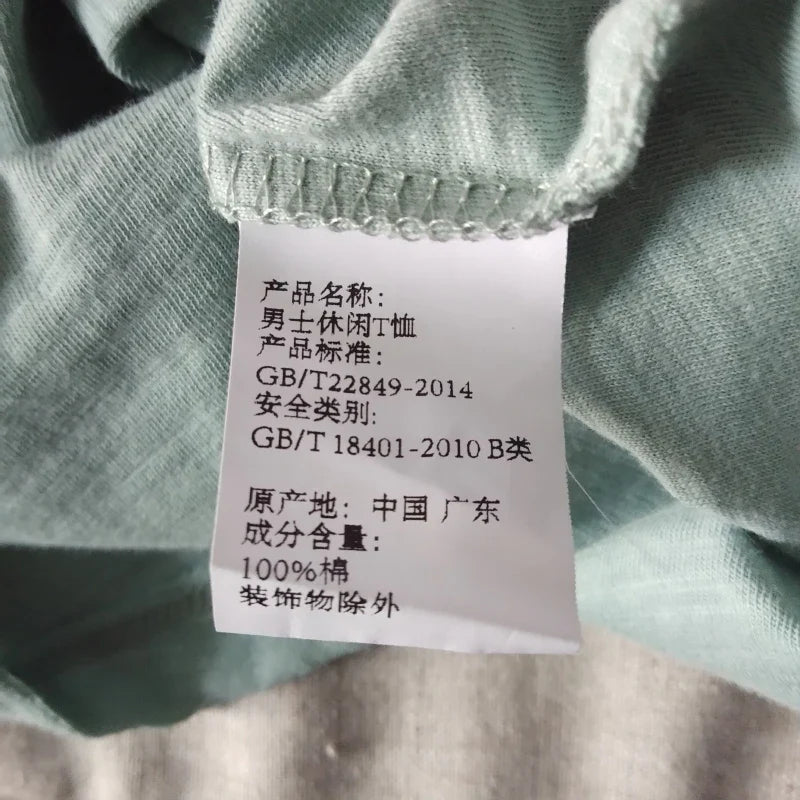 产品名称:
男士休闲T恤
产品标准:
GB/T22849-2014
安全类别:
GB/T 18401-2010 B类
原产地: 中国 广东
成分含量:
100%棉
装饰物除外